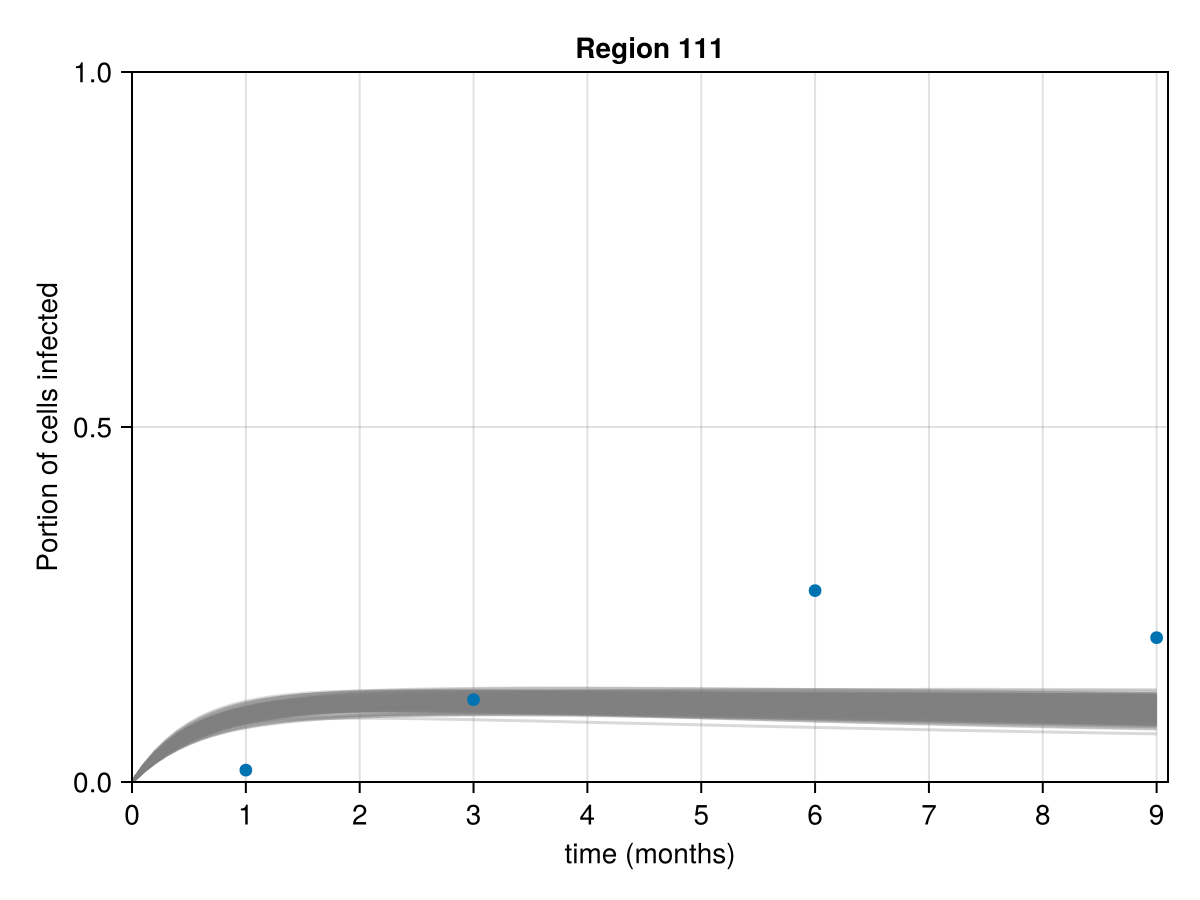 Region 111
1.0
0.5
0.0
Portion of cells infected
0 1 2 3 4 5 6 7 8 9
time (months)